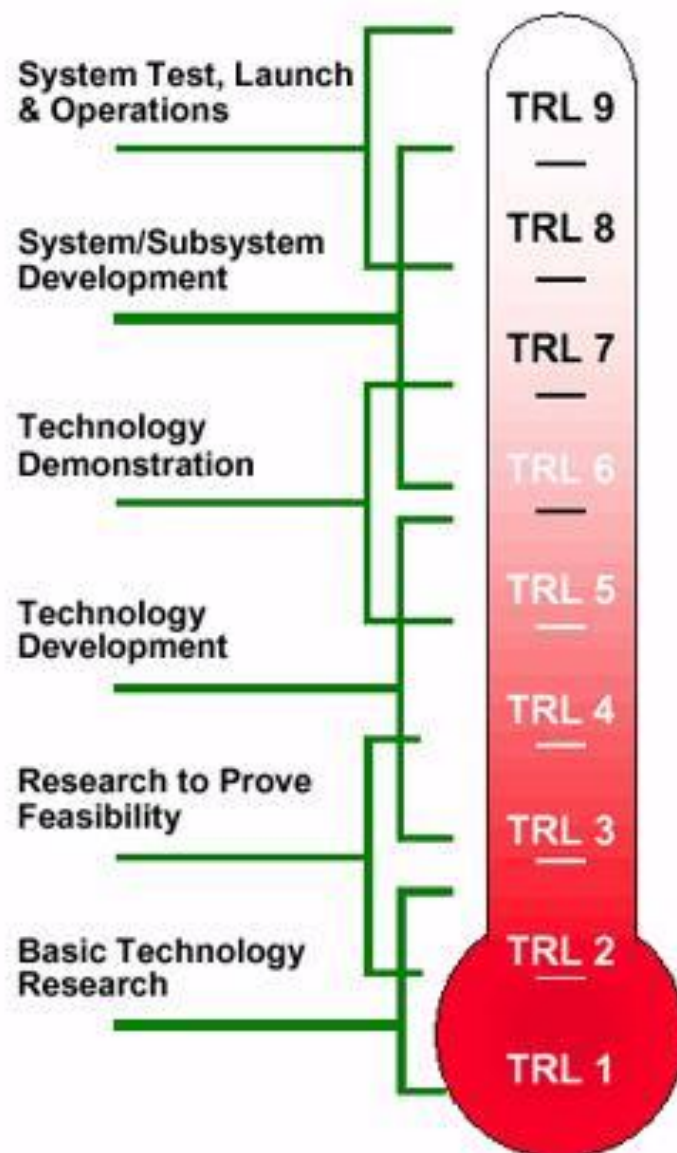 System Test, Launch
& Operations
System/Subsystem
Development
Technology
Demonstration
Technology
Development
Research to Prove
Feasibility
Basic Technology
Research
TRL 9
TRL 8
TRL 7
TRL 6
TRL 5
TRL 4
TRL 3
TRL 2
TRL 1